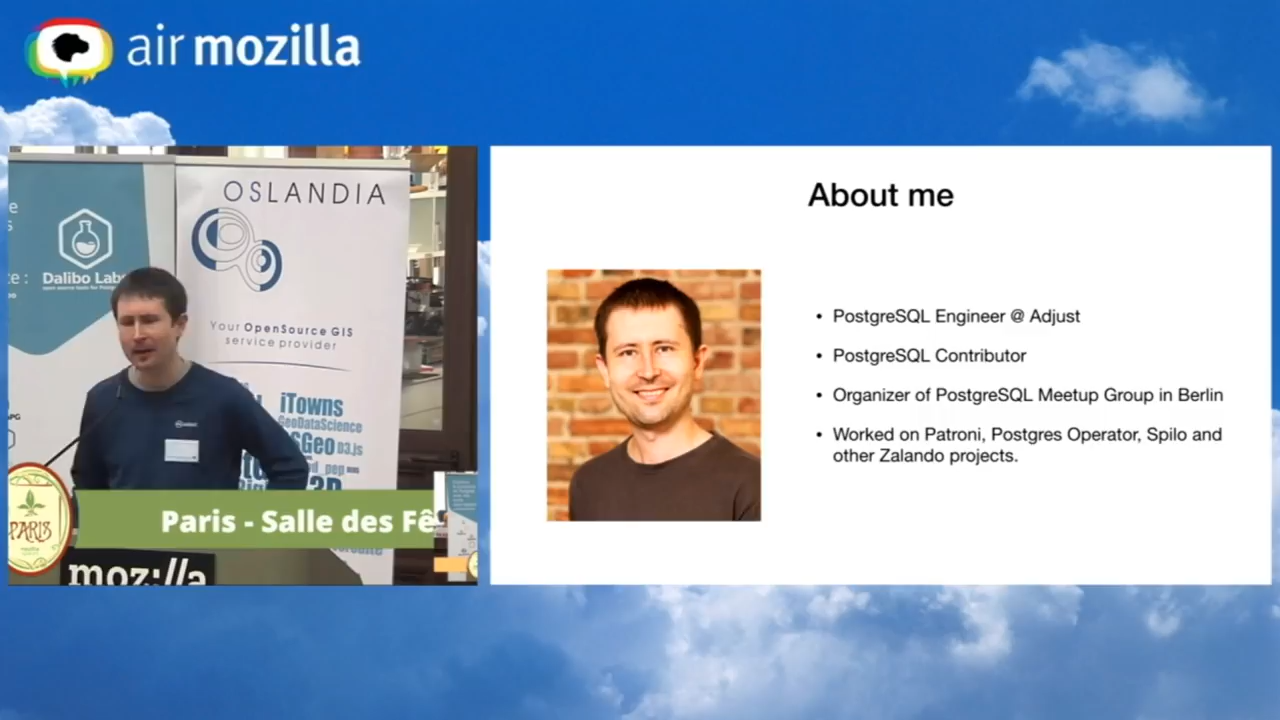 air mozilla
OSLANDIA
Dalibo Labs
Your OpenSource GIS
service provider
iTowns
GeoDataScience
D3.js
PARIS
Paris - Salle des Fê
moz://a
About me
• PostgreSQL Engineer @ Adjust
• PostgreSQL Contributor
• Organizer of PostgreSQL Meetup Group in Berlin
• Worked on Patroni, Postgres Operator, Spilo and
other Zalando projects.